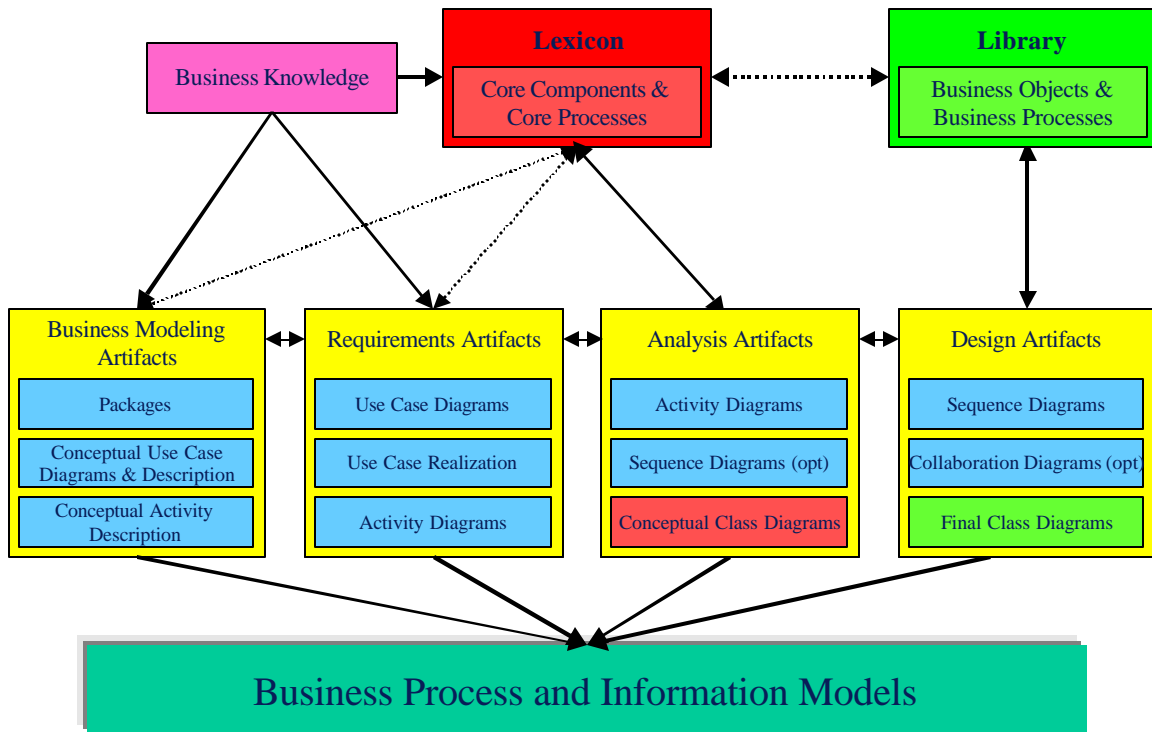 Lexicon
Library
Business Knowledge
Core Components &
Core Processes
Business Objects &
Business Processes
Business Modeling
Artifacts
Packages
Conceptual Use Case
Diagrams & Description
Conceptual Activity
Description
Requirements Artifacts
Use Case Diagrams
Use Case Realization
Activity Diagrams
Analysis Artifacts
Activity Diagrams
Sequence Diagrams (opt)
Conceptual Class Diagrams
Design Artifacts
Sequence Diagrams
Collaboration Diagrams (opt)
Final Class Diagrams
Business Process and Information Models